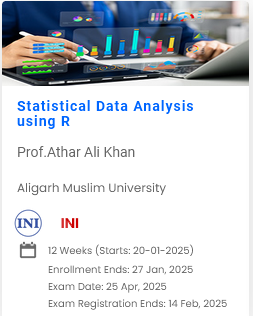 Statistical Data Analysis
using R
Prof.Athar Ali Khan
Aligarh Muslim University
INI INI
12 Weeks (Starts: 20-01-2025)
Enrollment Ends: 27 Jan, 2025
Exam Date: 25 Apr, 2025
Exam Registration Ends: 14 Feb, 2025